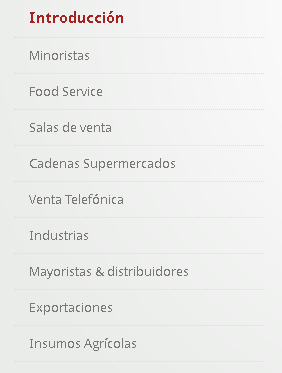 Introducción
Minoristas
Food Service
Salas de venta
Cadenas Supermercados
Venta Telefónica
Industrias
Mayoristas & distribuidores
Exportaciones
Insumos Agrícolas